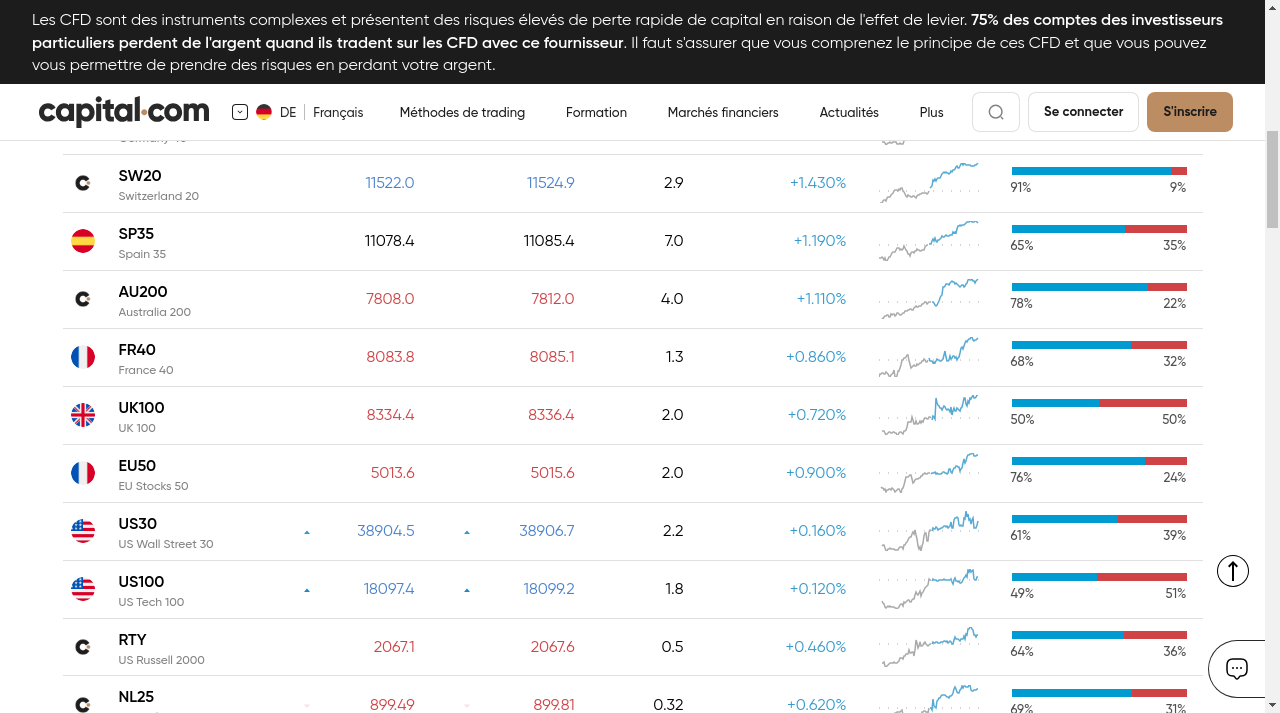 Les CFD sont des instruments complexes et présentent des risques élevés de perte rapide de capital en raison de l'effet de levier. 75% des comptes des investisseurs
particuliers perdent de l'argent quand ils tradent sur les CFD avec ce fournisseur. Il faut s'assurer que vous comprenez le principe de ces CFD et que vous pouvez
vous permettre de prendre des risques en perdant votre argent.
capital.com DE Français Méthodes de trading Formation Marchés financiers Actualités Plus Se connecter S'inscrire
SW20 11522.0 11524.9 2.9 +1.430%
Switzerland 20 91% 9%
SP35 11078.4 11085.4 7.0 +1.190%
Spain 35 65% 35%
AU200 7808.0 7812.0 4.0 +1.110%
Australia 200 78% 22%
FR40 8083.8 8085.1 1.3 +0.860%
France 40 68% 32%
UK100 8334.4 8336.4 2.0 +0.720%
UK 100 50% 50%
EU50 5013.6 5015.6 2.0 +0.900%
EU Stocks 50 76% 24%
US30 38904.5 38906.7 2.2 +0.160%
US Wall Street 30 61% 39%
US100 18097.4 18099.2 1.8 +0.120%
US Tech 100 49% 51%
RTY 2067.1 2067.6 0.5 +0.460%
US Russell 2000 64% 36%
NL25 899.49 899.81 0.32 +0.620%
69% 31%